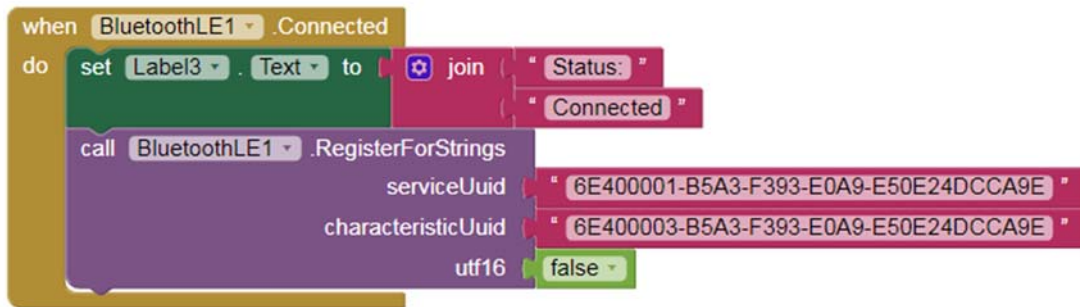 when BluetoothLE1 .Connected
do set Label3 . Text to join " Status: "
" Connected "
call BluetoothLE1 .RegisterForStrings
serviceUuid " 6E400001-B5A3-F393-E0A9-E50E24DCCA9E "
characteristicUuid " 6E400003-B5A3-F393-E0A9-E50E24DCCA9E "
utf16 false